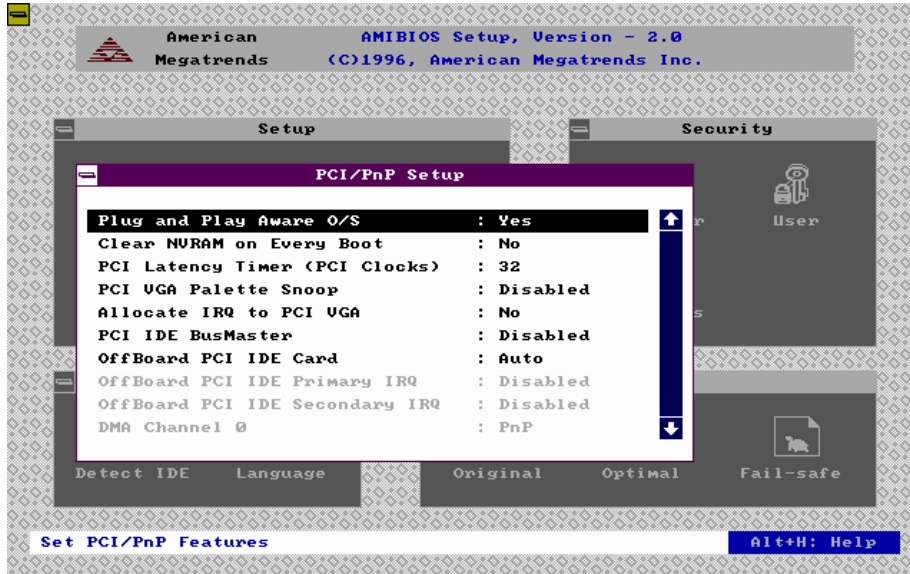 American AMIBIOS Setup, Version - 2.0
Megatrends (C)1996, American Megatrends Inc.
Setup Security
PCI/PnP Setup
Plug and Play Aware O/S : Yes
User
Clear NVRAM on Every Boot : No
PCI Latency Timer (PCI Clocks) : 32
PCI VGA Palette Snoop : Disabled
Allocate IRQ to PCI VGA : No
PCI IDE BusMaster : Disabled
OffBoard PCI IDE Card : Auto
OffBoard PCI IDE Primary IRQ : Disabled
OffBoard PCI IDE Secondary IRQ : Disabled
DMA Channel 0 : PnP
Detect IDE Language Original Optimal Fail-safe
Set PCI/PnP Features Alt+H: Help